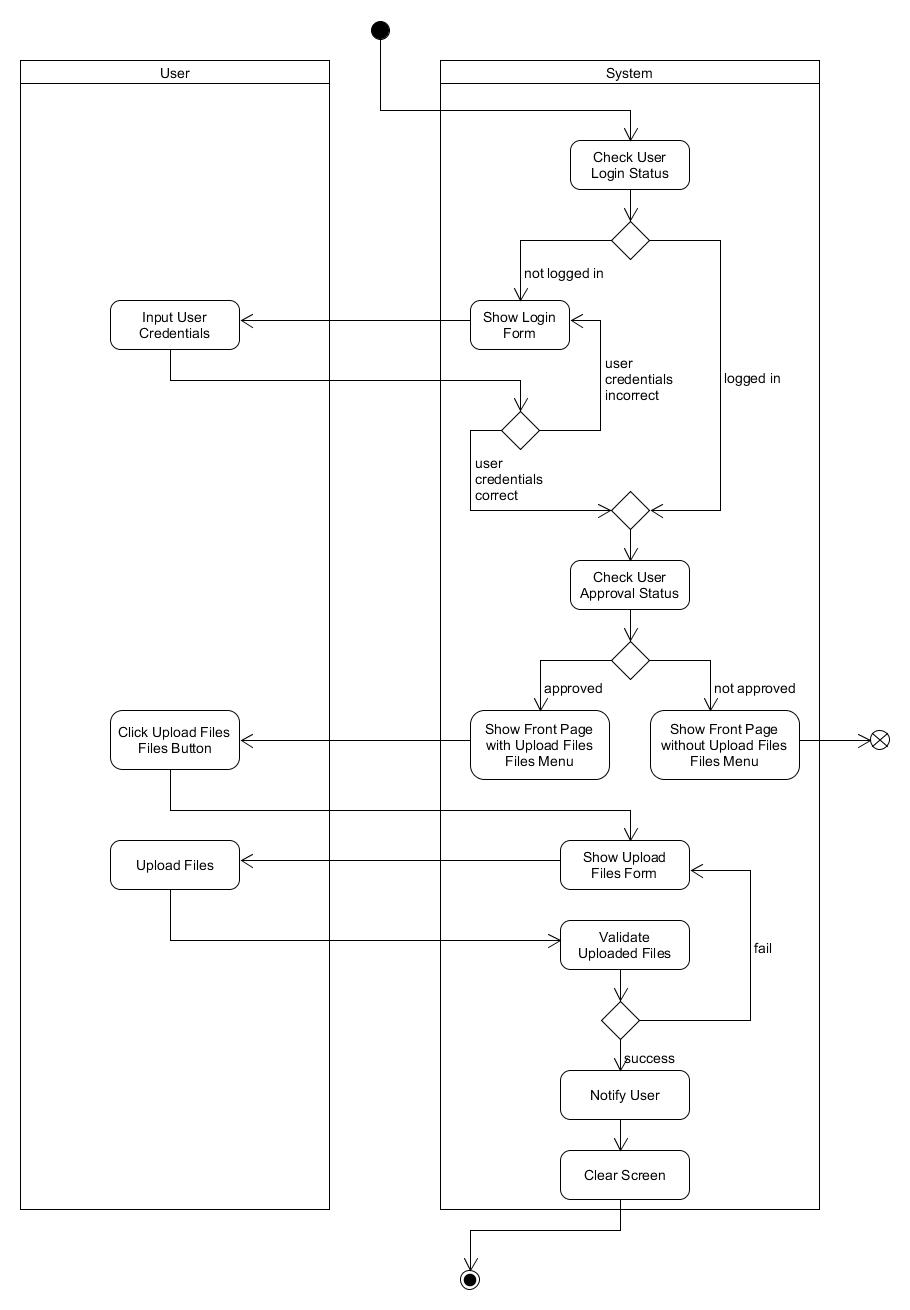 User
System
Check User
Login Status
not logged in
Input User
Credentials
Show Login
Form
user
credentials
incorrect
logged in
user
credentials
correct
Check User
Approval Status
approved
not approved
Click Upload Files
Files Button
Show Front Page
with Upload Files
Files Menu
Show Front Page
without Upload Files
Files Menu
Upload Files
Show Upload
Files Form
Validate
Uploaded Files
fail
success
Notify User
Clear Screen